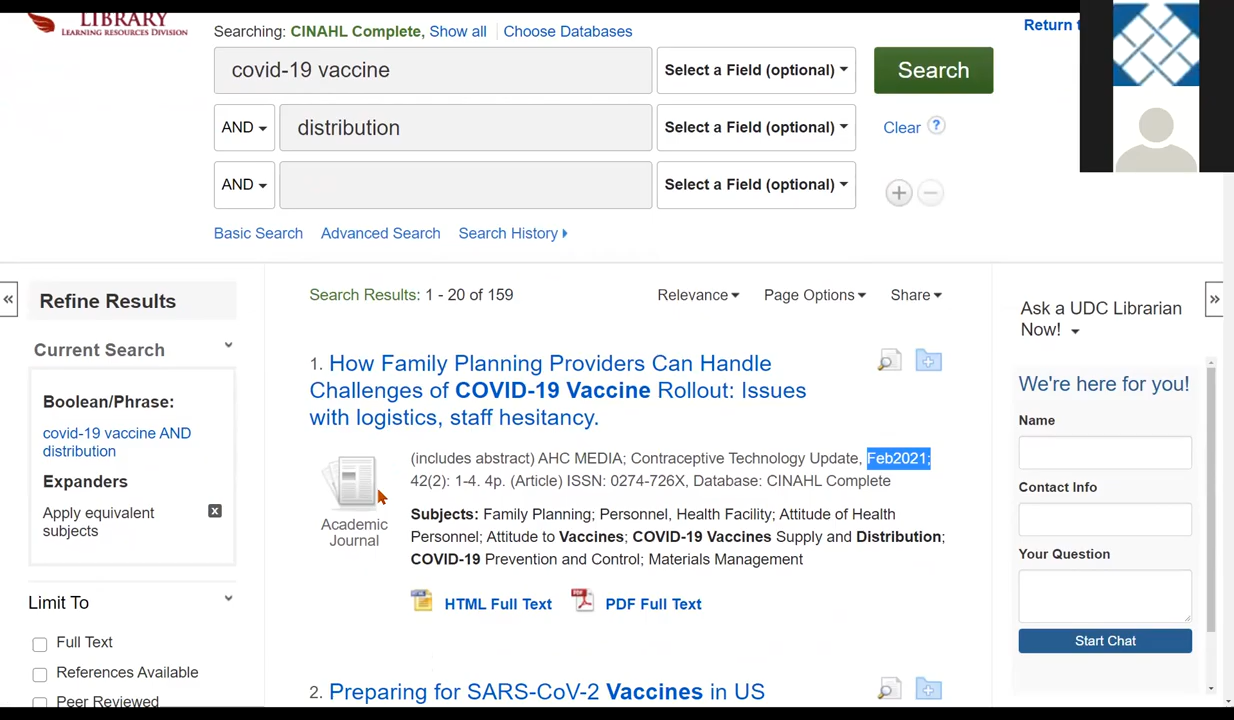 LIBRARY
LEARNING RESOURCES DIVISION
Searching: CINAHL Complete, Show all | Choose Databases
Return
covid-19 vaccine
Select a Field (optional)
Search
AND
distribution
Select a Field (optional)
Clear ?
AND
Select a Field (optional)
Basic Search Advanced Search Search History
«
Refine Results
Current Search
Boolean/Phrase:
covid-19 vaccine AND
distribution
Expanders
Apply equivalent
subjects
x
Limit To
Full Text
References Available
Peer Reviewed
Search Results: 1 - 20 of 159
Relevance Page Options Share
1. How Family Planning Providers Can Handle
Challenges of COVID-19 Vaccine Rollout: Issues
with logistics, staff hesitancy.
(includes abstract) AHC MEDIA; Contraceptive Technology Update, Feb2021;
42(2): 1-4. 4p. (Article) ISSN: 0274-726X, Database: CINAHL Complete
Academic
Journal
Subjects: Family Planning; Personnel, Health Facility; Attitude of Health
Personnel; Attitude to Vaccines; COVID-19 Vaccines Supply and Distribution;
COVID-19 Prevention and Control; Materials Management
HTML Full Text PDF Full Text
2. Preparing for SARS-CoV-2 Vaccines in US
»
Ask a UDC Librarian
Now!
We're here for you!
Name
Contact Info
Your Question
Start Chat